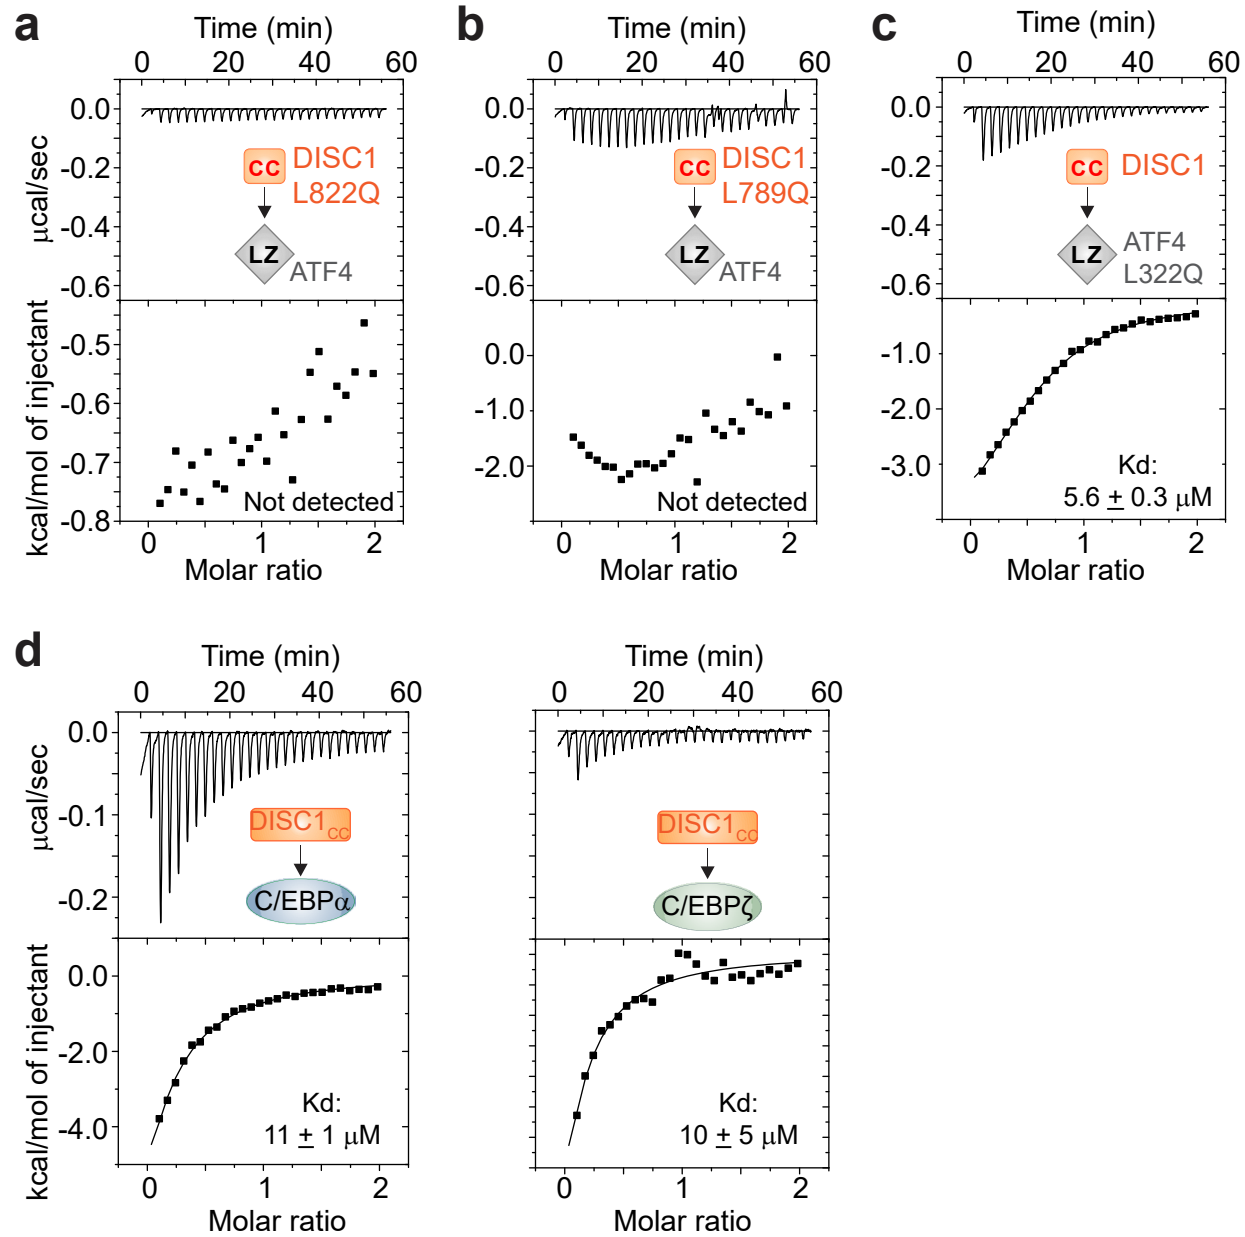 a
Time (min)
0 20 40 60
0.0
-0.2
-0.4
-0.6
µcal/sec
CC DISC1
L822Q
LZ ATF4
-0.5
-0.6
-0.7
-0.8
kcal/mol of injectant
Not detected
0 1 2
Molar ratio
b
Time (min)
0 20 40 60
0.0
-0.2
-0.4
-0.6
CC DISC1
L789Q
LZ ATF4
0.0
-1.0
-2.0
Not detected
0 1 2
Molar ratio
c
Time (min)
0 20 40 60
0.0
-0.2
-0.4
-0.6
CC DISC1
LZ ATF4
L322Q
-1.0
-2.0
-3.0
Kd:
5.6 ± 0.3 µM
0 1 2
Molar ratio
d
Time (min)
0 20 40 60
0.0
-0.1
-0.2
µcal/sec
DISC1CC
C/EBPα
0.0
-2.0
-4.0
kcal/mol of injectant
Kd:
11 ± 1 µM
0 1 2
Molar ratio
Time (min)
0 20 40 60
DISC1CC
C/EBPζ
Kd:
10 ± 5 µM
0 1 2
Molar ratio